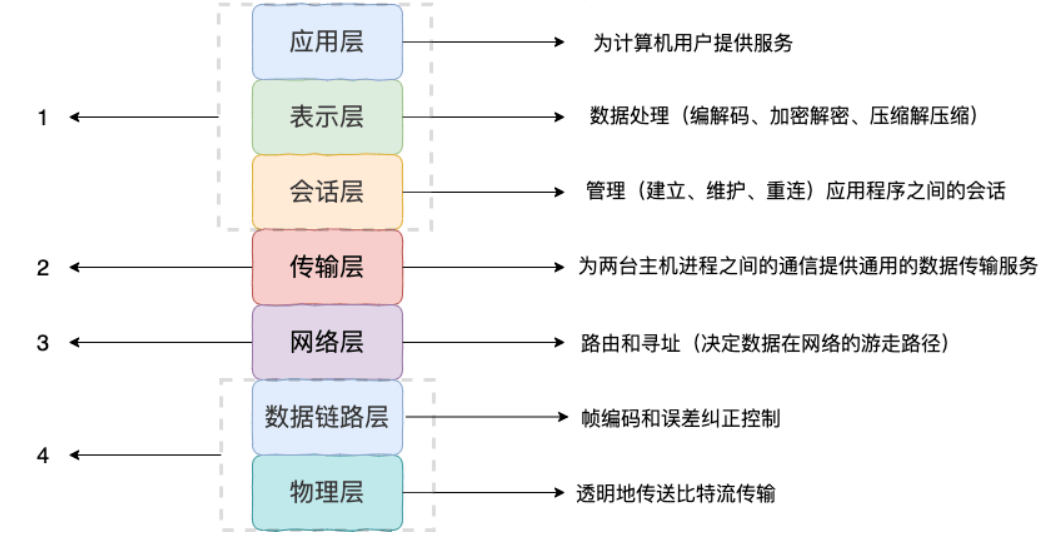 应用层
为计算机用户提供服务
1
表示层
数据处理（编解码、加密解密、压缩解压缩）
会话层
管理（建立、维护、重连）应用程序之间的会话
2
传输层
为两台主机进程之间的通信提供通用的数据传输服务
3
网络层
路由和寻址（决定数据在网络的游走路径）
数据链路层
帧编码和误差纠正控制
4
物理层
透明地传送比特流传输